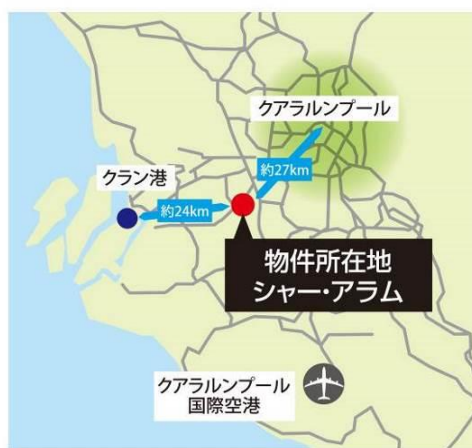 クアラルンプール
クラン港
約27km
約24km
物件所在地
シャー・アラム
クアラルンプール
国際空港